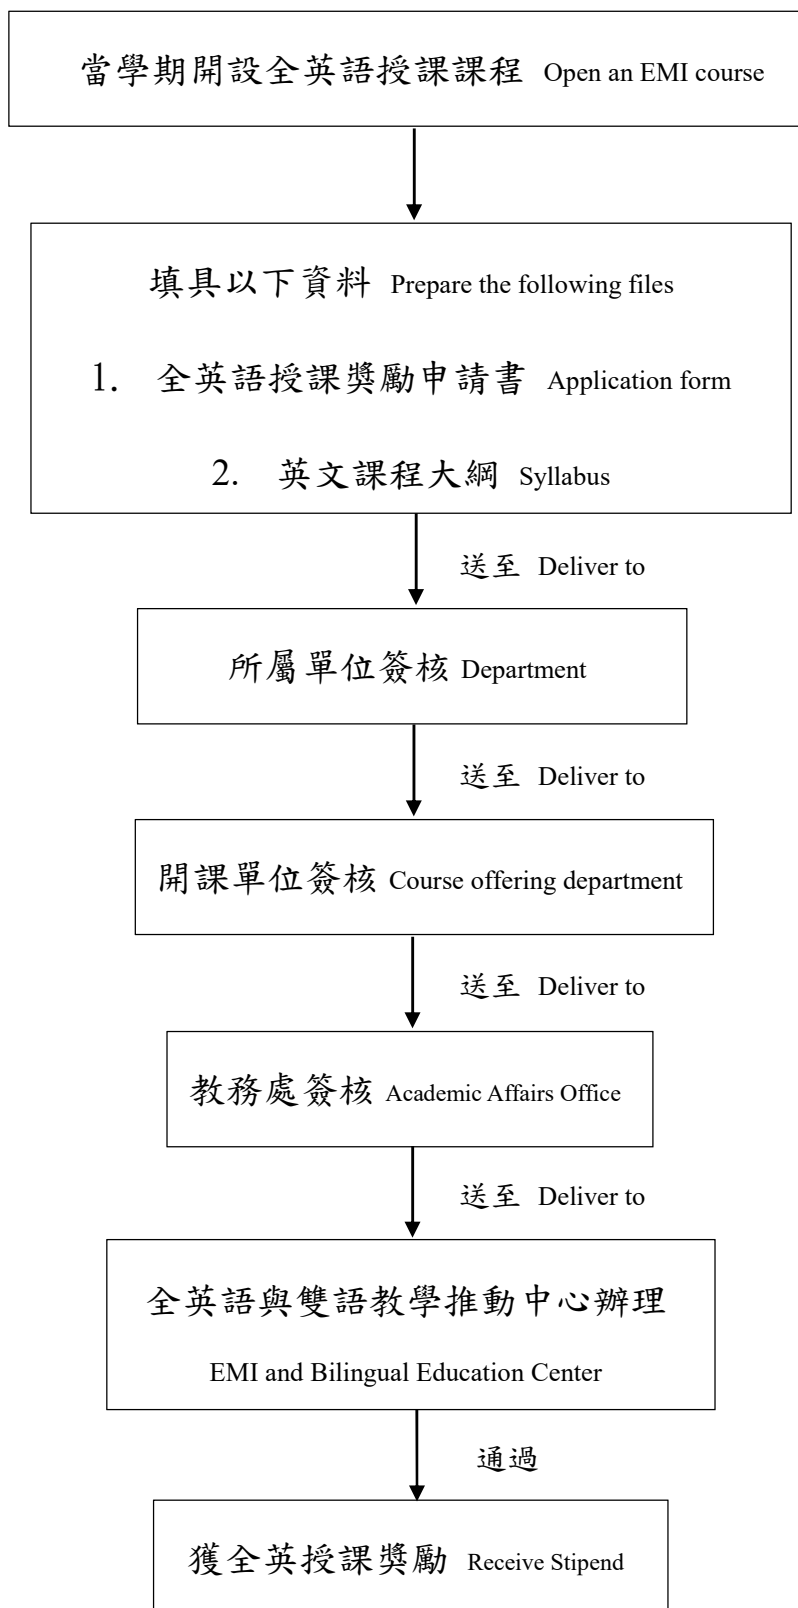 當學期開設全英語授課課程 Open an EMI course
填具以下資料 Prepare the following files
1. 全英語授課獎勵申請書 Application form
2. 英文課程大綱 Syllabus
送至 Deliver to
所屬單位簽核 Department
送至 Deliver to
開課單位簽核 Course offering department
送至 Deliver to
教務處簽核 Academic Affairs Office
送至 Deliver to
全英語與雙語教學推動中心辦理
EMI and Bilingual Education Center
通過
獲全英授課獎勵 Receive Stipend